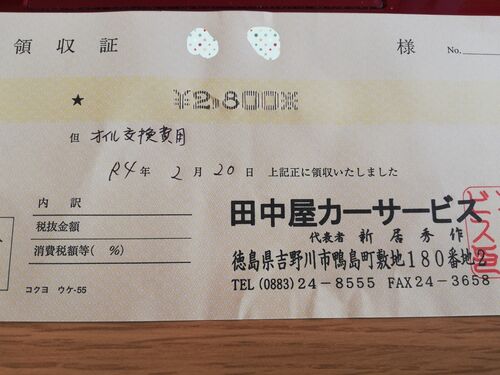 領収証 様 No.
★ ¥2,800※
但 オイル交換費用
R4年 2月 20日 上記正に領収いたしました
内訳
税抜金額
消費税額等( %)
コクヨ ウケ-55
田中屋カーサービス
代表者 新居秀作
徳島県吉野川市鴨島町敷地180番地2
TEL (0883)24-8555 FAX24-3658